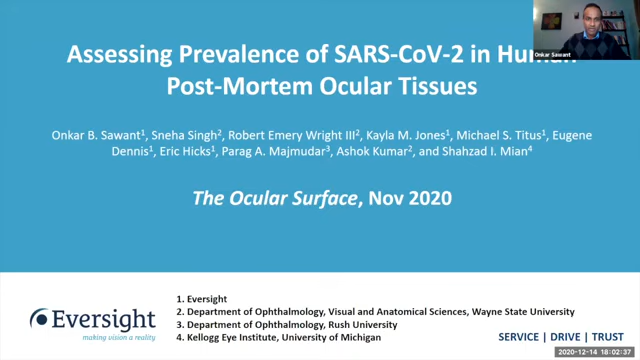 Assessing Prevalence of SARS-CoV-2 in Human
Post-Mortem Ocular Tissues
Onkar Sawant
Onkar B. Sawant¹, Sneha Singh², Robert Emery Wright III², Kayla M. Jones¹, Michael S. Titus¹, Eugene
Dennis¹, Eric Hicks¹, Parag A. Majmudar³, Ashok Kumar², and Shahzad I. Mian⁴
The Ocular Surface, Nov 2020
Eversight
making vision a reality
1. Eversight
2. Department of Ophthalmology, Visual and Anatomical Sciences, Wayne State University
3. Department of Ophthalmology, Rush University
4. Kellogg Eye Institute, University of Michigan
SERVICE | DRIVE | TRUST
2020-12-14 18:02:37